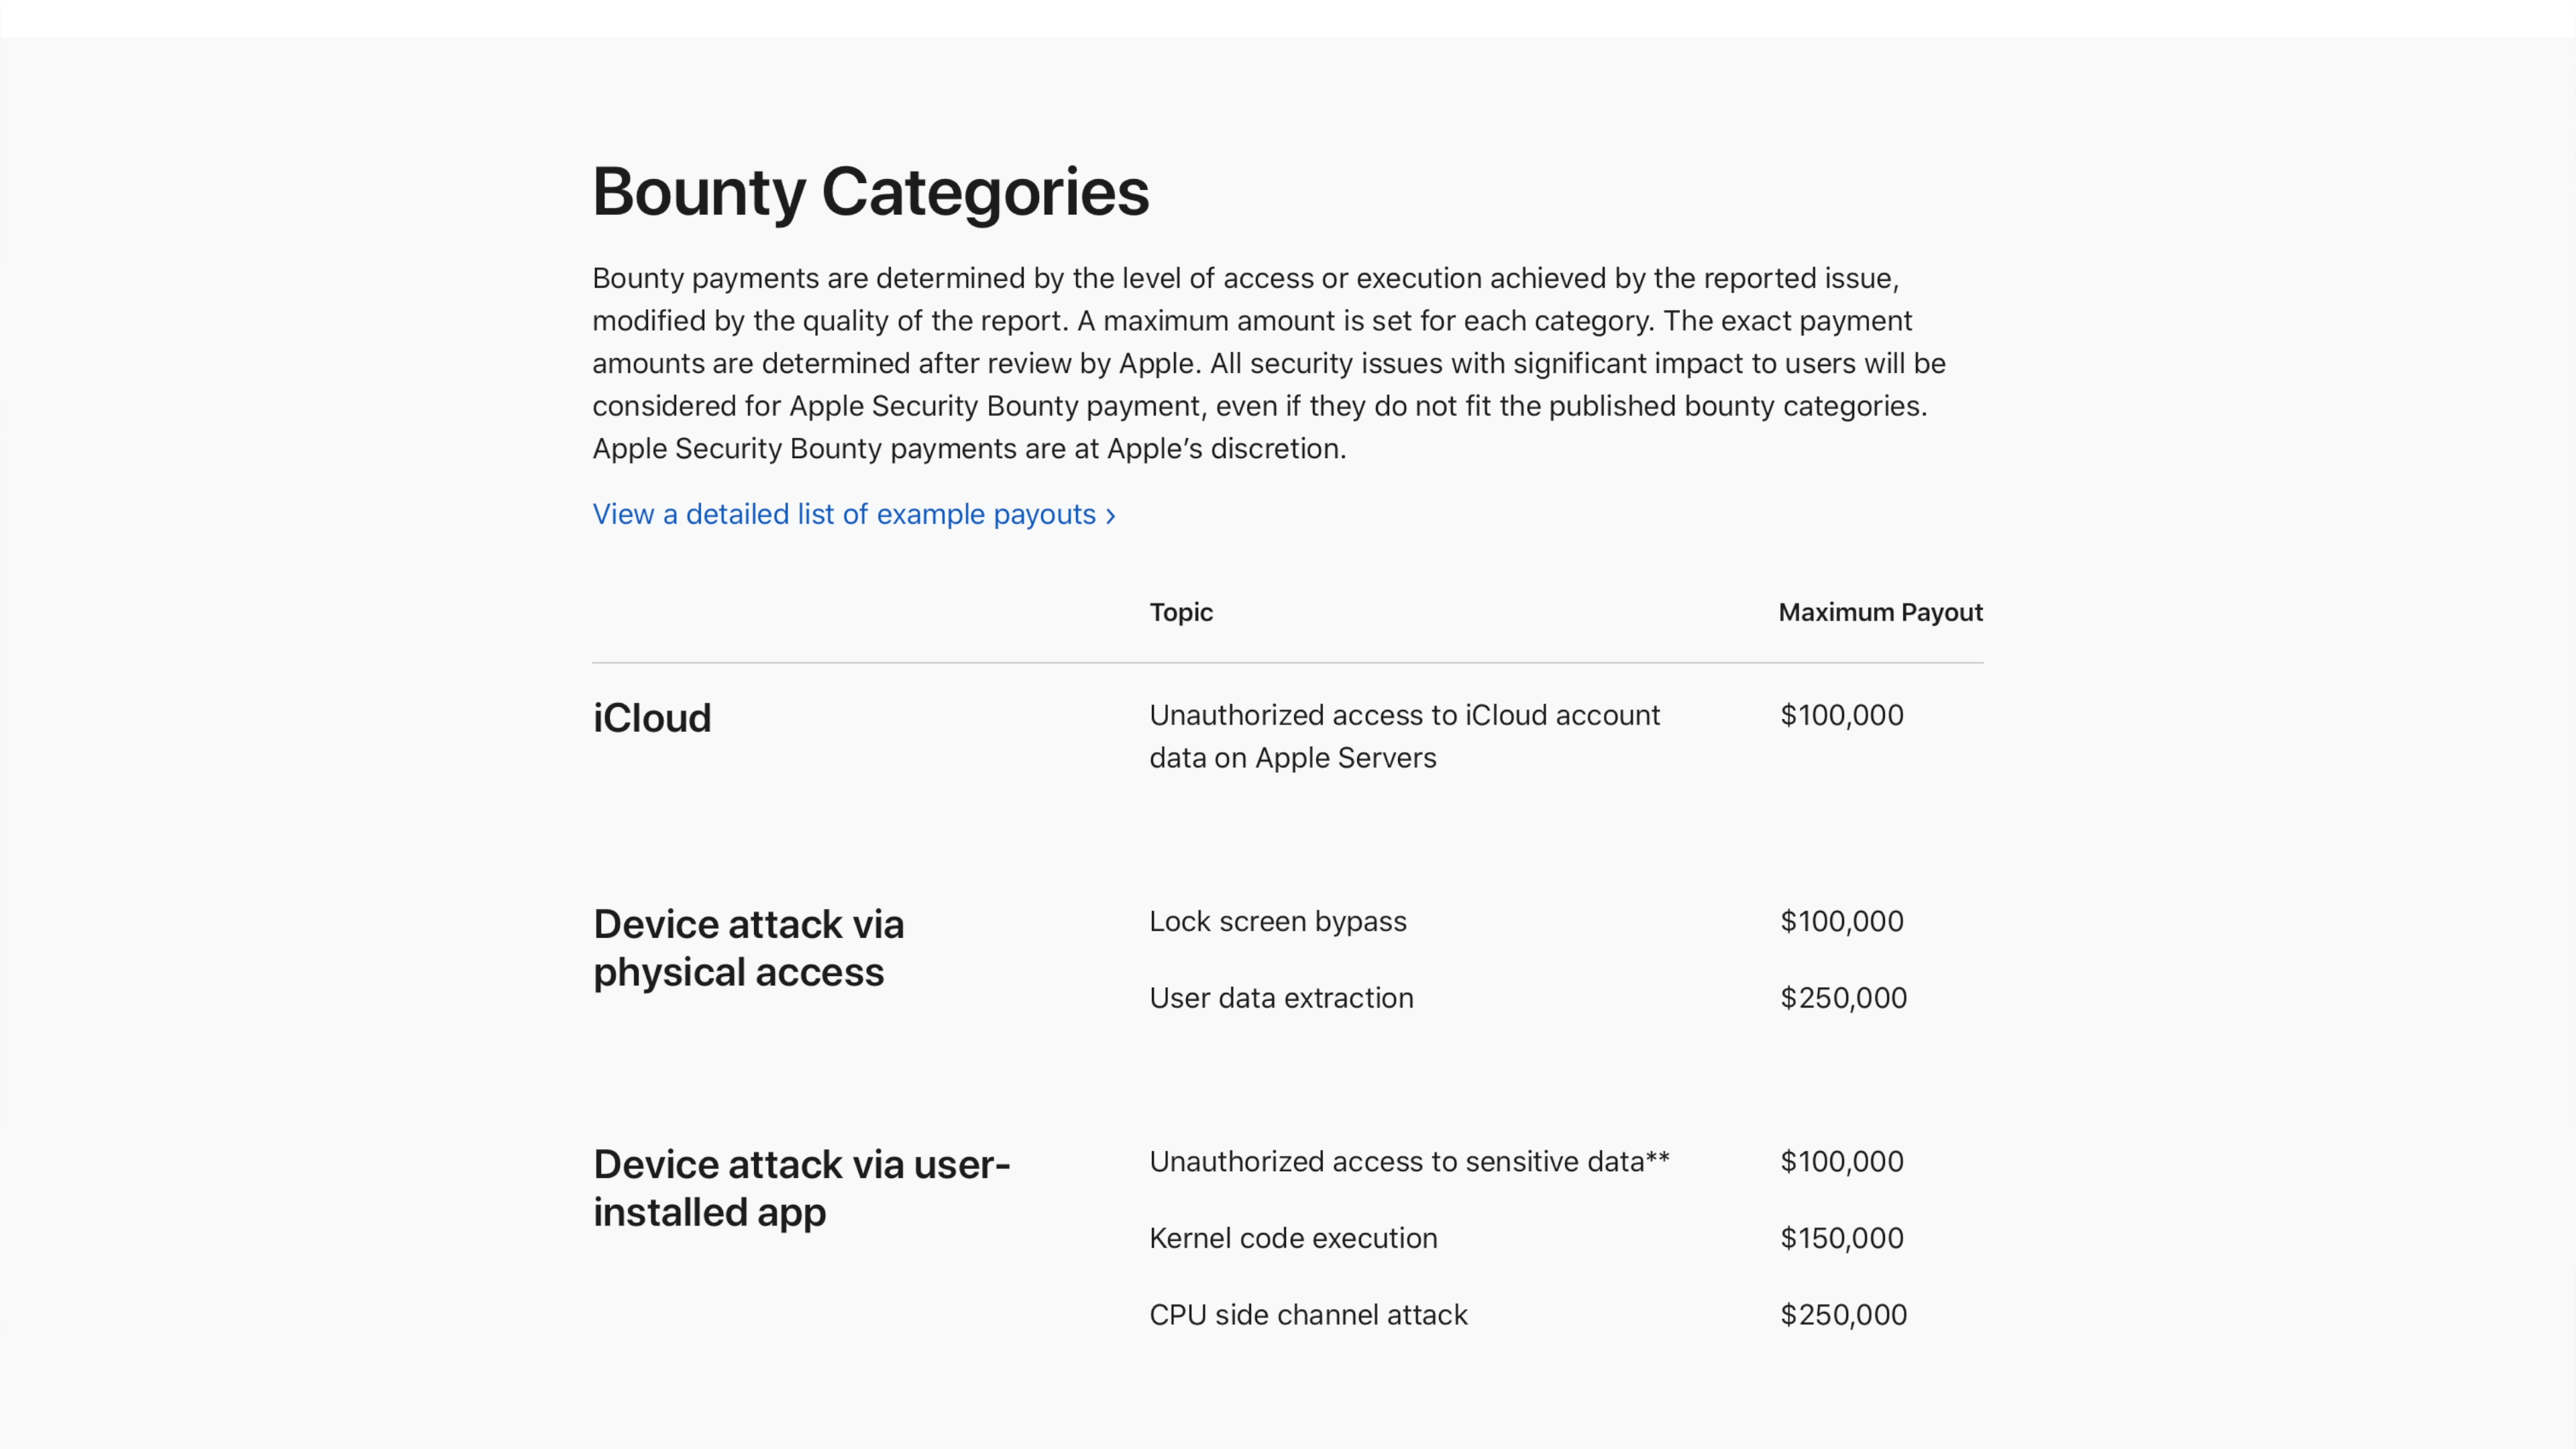 Bounty Categories
Bounty payments are determined by the level of access or execution achieved by the reported issue,
modified by the quality of the report. A maximum amount is set for each category. The exact payment
amounts are determined after review by Apple. All security issues with significant impact to users will be
considered for Apple Security Bounty payment, even if they do not fit the published bounty categories.
Apple Security Bounty payments are at Apple’s discretion.
View a detailed list of example payouts ›
Topic Maximum Payout
iCloud Unauthorized access to iCloud account $100,000
data on Apple Servers
Device attack via Lock screen bypass $100,000
physical access
User data extraction $250,000
Device attack via user- Unauthorized access to sensitive data** $100,000
installed app
Kernel code execution $150,000
CPU side channel attack $250,000